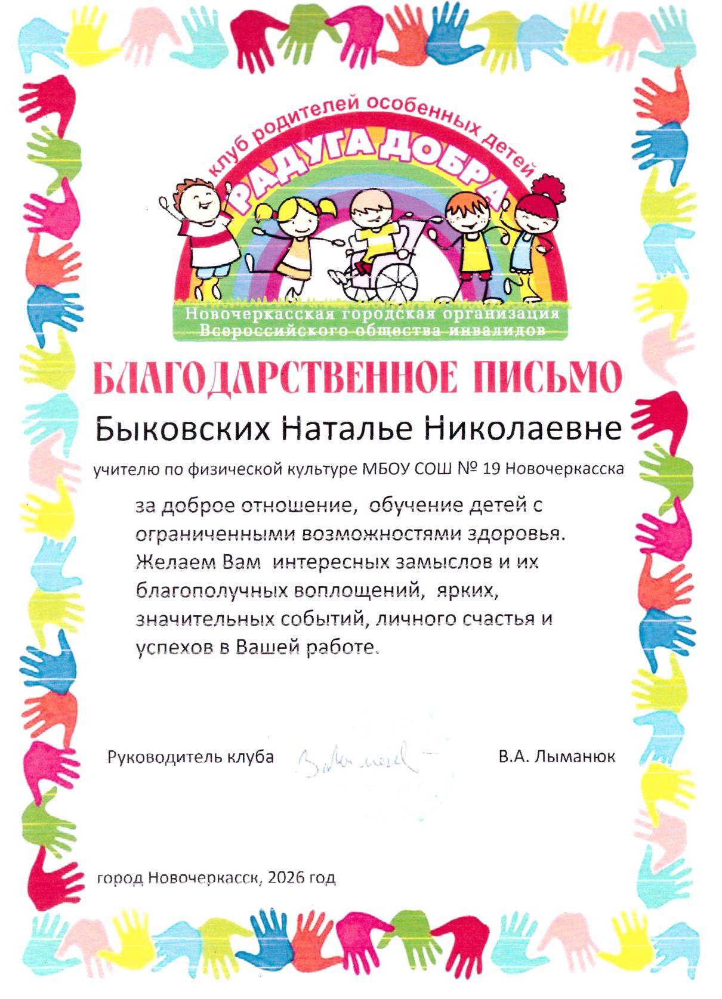 клуб родителей особенных детей
РАДУГА ДОБРА
Новочеркасская городская организация
Всероссийского общества инвалидов
БЛАГОДАРСТВЕННОЕ ПИСЬМО
Быковских Наталье Николаевне
учителю по физической культуре МБОУ СОШ № 19 Новочеркасска
за доброе отношение, обучение детей с
ограниченными возможностями здоровья.
Желаем Вам интересных замыслов и их
благополучных воплощений, ярких,
значительных событий, личного счастья и
успехов в Вашей работе.
Руководитель клуба В.А. Лыманюк
город Новочеркасск, 2026 год